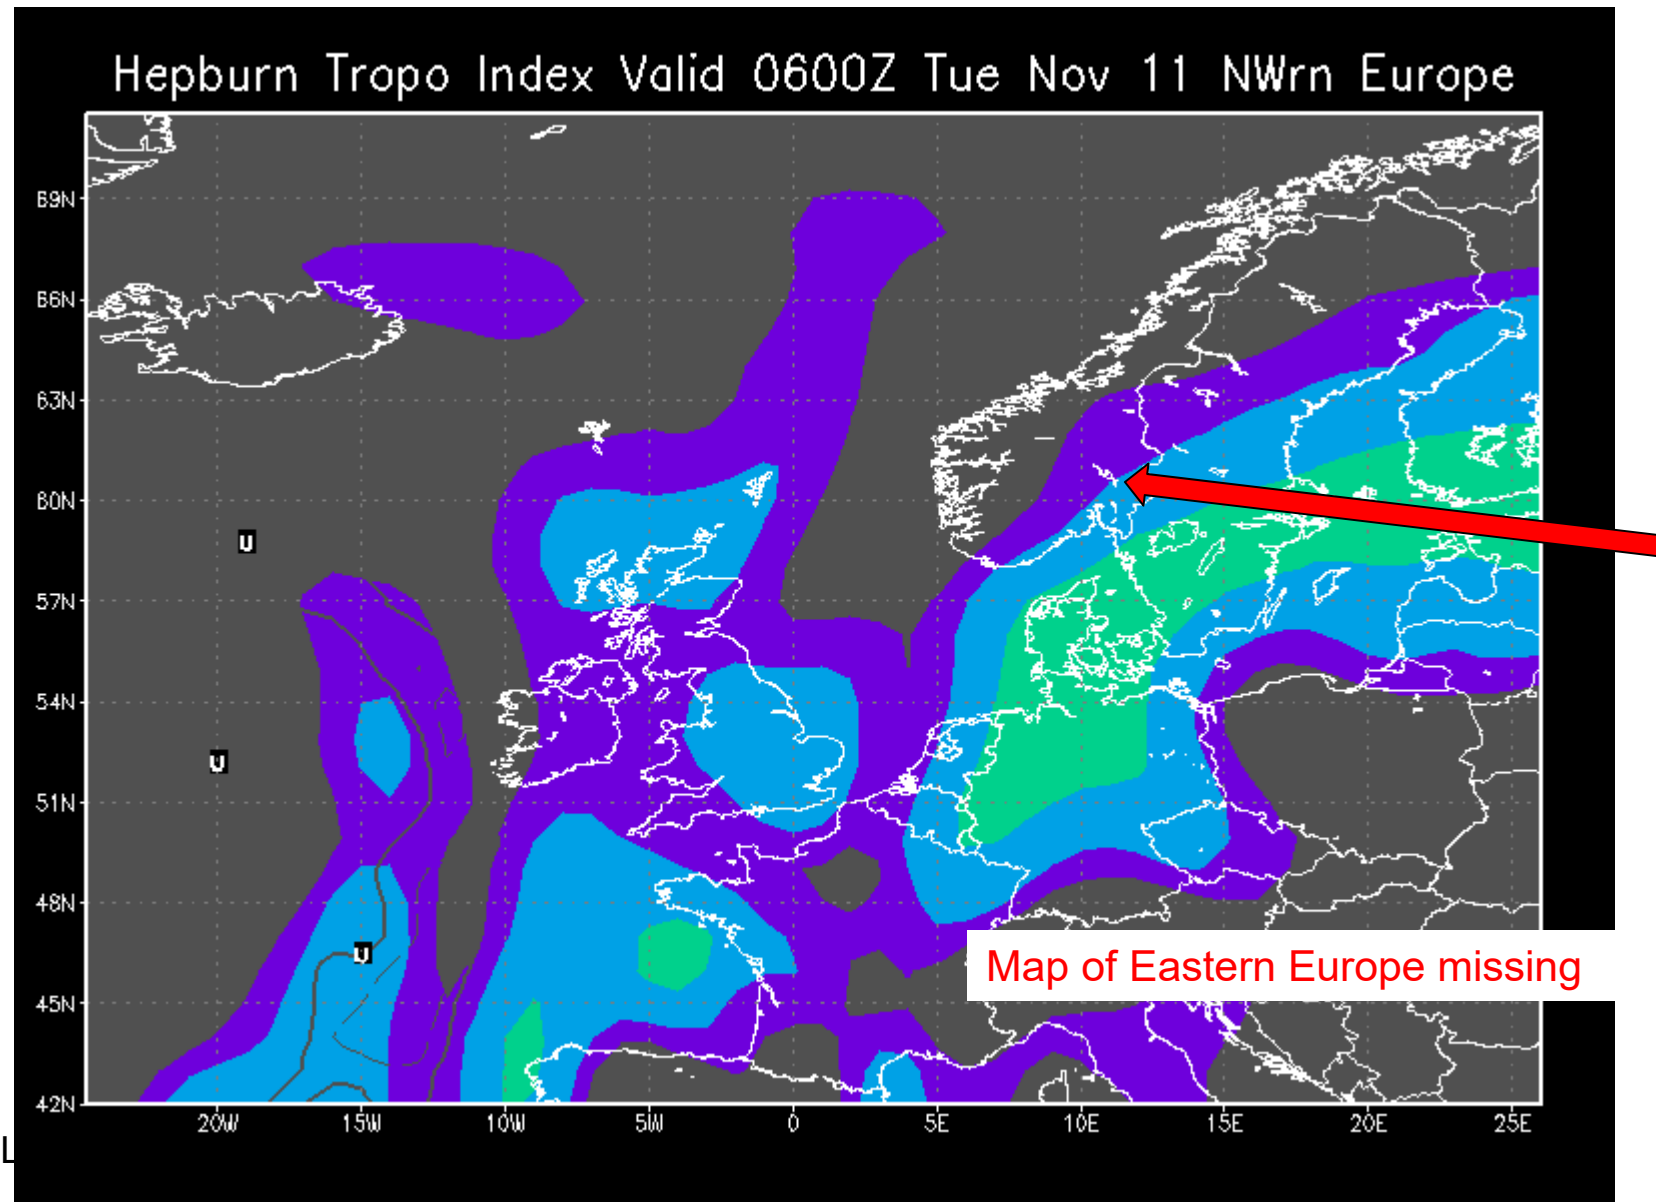 Hepburn Tropo Index Valid 0600Z Tue Nov 11 NWrn Europe
69N
66N
63N
60N
U
57N
54N
U
51N
48N
U
Map of Eastern Europe missing
45N
42N
20W 15W 10W 5W 0 5E 10E 15E 20E 25E
L